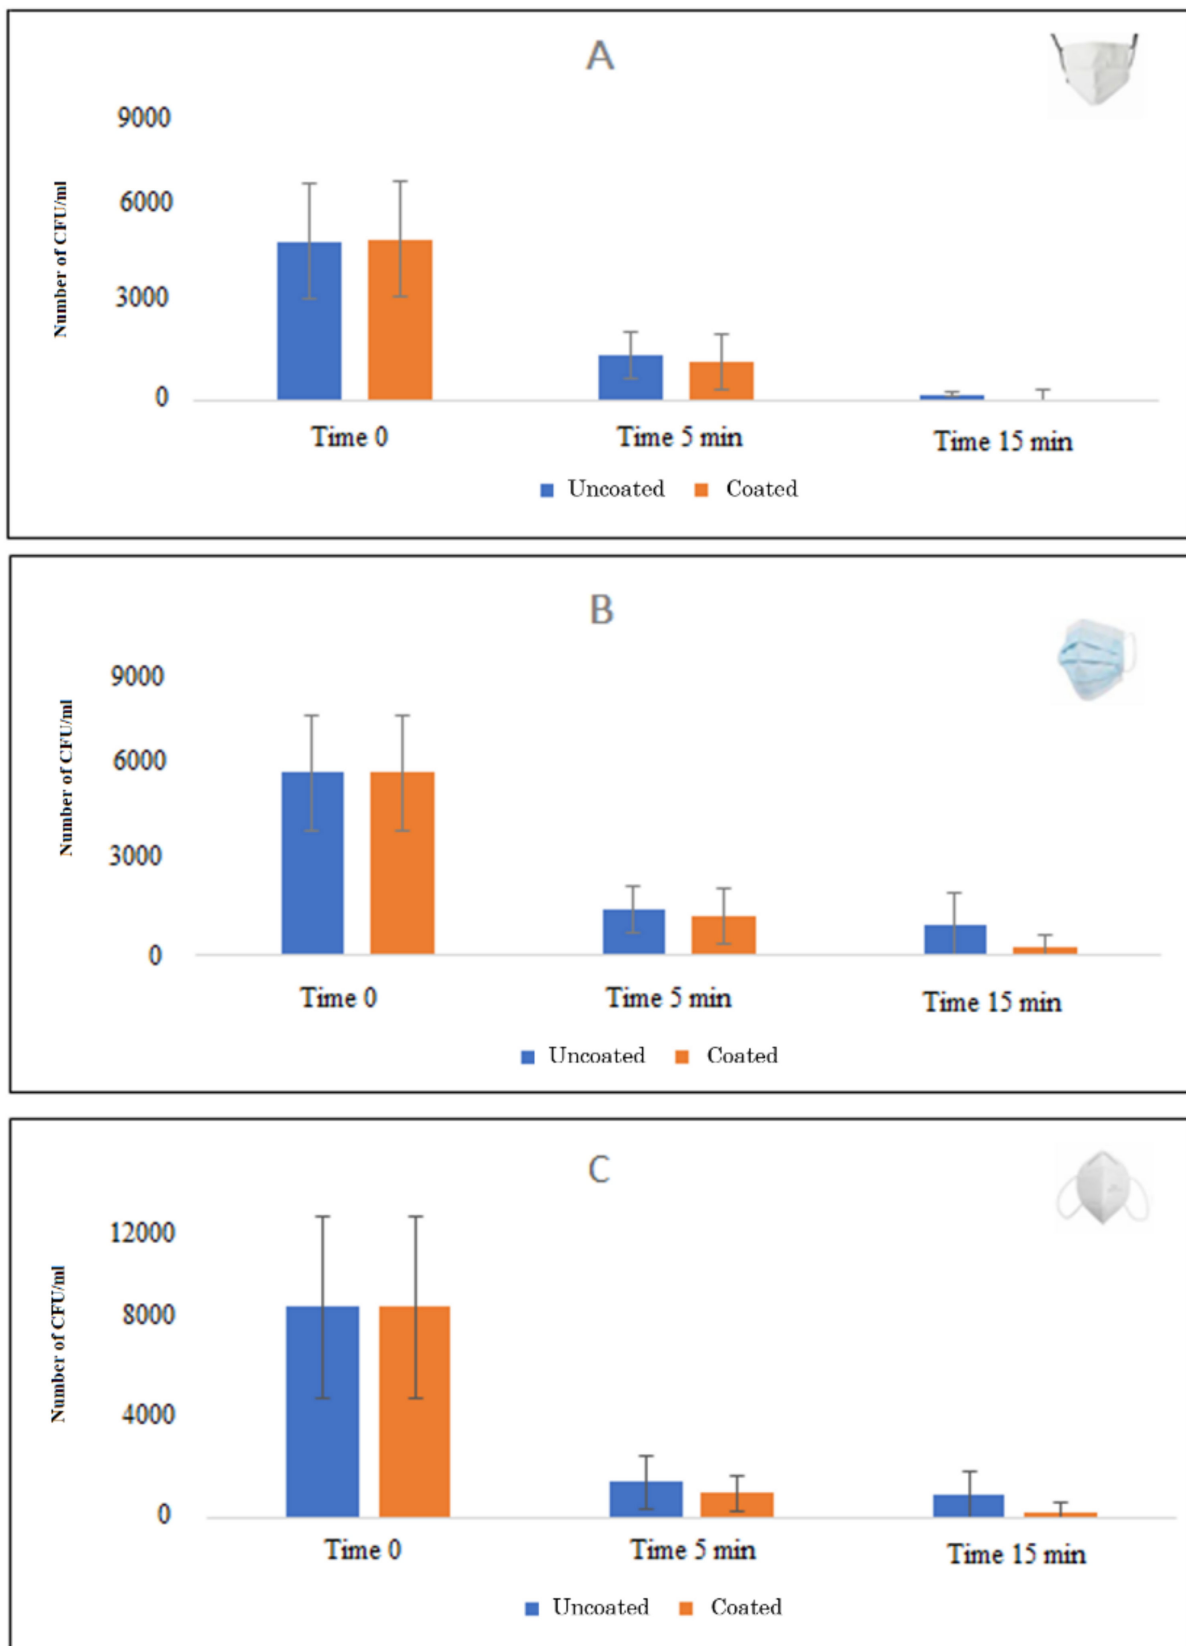 A
9000
6000
3000
0
Number of CFU/ml
Time 0 Time 5 min Time 15 min
Uncoated Coated
B
9000
6000
3000
0
Number of CFU/ml
Time 0 Time 5 min Time 15 min
Uncoated Coated
C
12000
8000
4000
0
Number of CFU/ml
Time 0 Time 5 min Time 15 min
Uncoated Coated